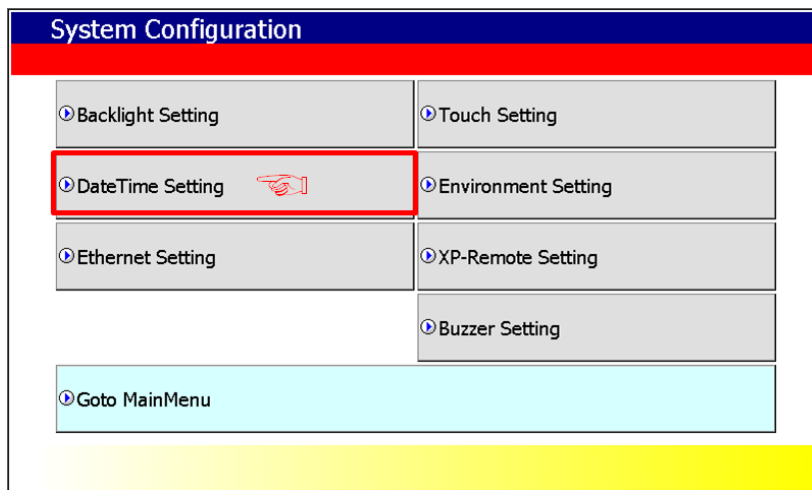 System Configuration
Backlight Setting
Touch Setting
DateTime Setting
Environment Setting
Ethernet Setting
XP-Remote Setting
Buzzer Setting
Goto MainMenu